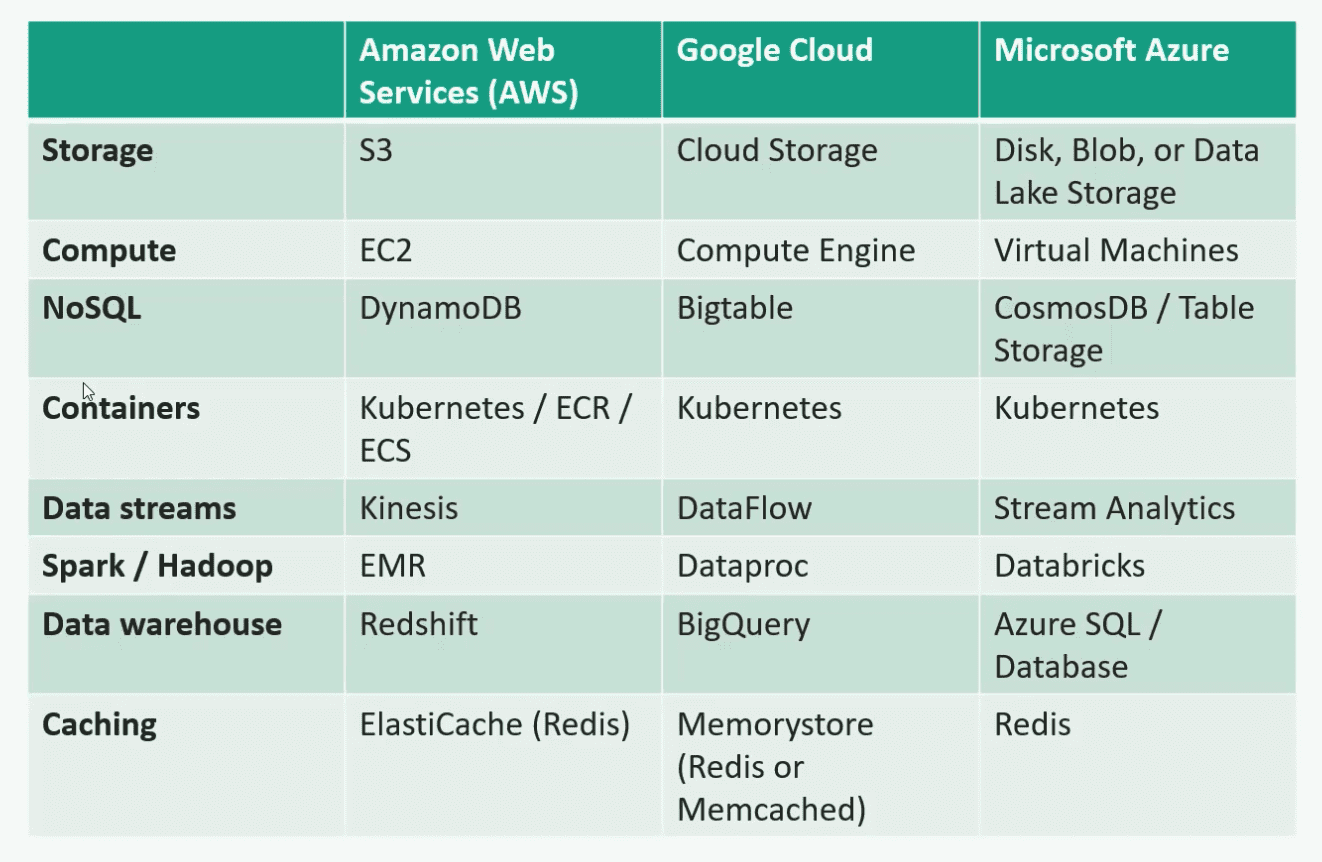 Amazon Web
Services (AWS)
Google Cloud
Microsoft Azure
Storage
S3
Cloud Storage
Disk, Blob, or Data
Lake Storage
Compute
EC2
Compute Engine
Virtual Machines
NoSQL
DynamoDB
Bigtable
CosmosDB / Table
Storage
Containers
Kubernetes / ECR /
ECS
Kubernetes
Kubernetes
Data streams
Kinesis
DataFlow
Stream Analytics
Spark / Hadoop
EMR
Dataproc
Databricks
Data warehouse
Redshift
BigQuery
Azure SQL /
Database
Caching
ElastiCache (Redis)
Memorystore
(Redis or
Memcached)
Redis